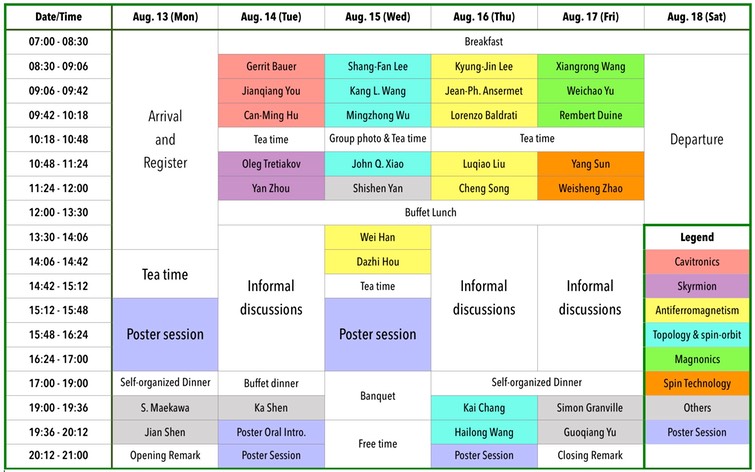 Date/Time Aug. 13 (Mon) Aug. 14 (Tue) Aug. 15 (Wed) Aug. 16 (Thu) Aug. 17 (Fri) Aug. 18 (Sat)
07:00 - 08:30 Breakfast
08:30 - 09:06 Gerrit Bauer Shang-Fan Lee Kyung-Jin Lee Xiangrong Wang
09:06 - 09:42 Jianqiang You Kang L. Wang Jean-Ph. Ansermet Weichao Yu
09:42 - 10:18 Can-Ming Hu Mingzhong Wu Lorenzo Baldrati Rembert Duine
Arrival
and
Register
Departure
10:18 - 10:48 Tea time Group photo & Tea time Tea time
10:48 - 11:24 Oleg Tretiakov John Q. Xiao Luqiao Liu Yang Sun
11:24 - 12:00 Yan Zhou Shishen Yan Cheng Song Weisheng Zhao
12:00 - 13:30 Buffet Lunch
13:30 - 14:06 Wei Han Legend
14:06 - 14:42 Dazhi Hou Cavitronics
Tea time
14:42 - 15:12 Tea time Skyrmion
Informal
discussions
Informal
discussions
Informal
discussions
15:12 - 15:48 Antiferromagnetism
15:48 - 16:24 Poster session Poster session Topology & spin-orbit
16:24 - 17:00 Magnonics
17:00 - 19:00 Self-organized Dinner Buffet dinner Self-organized Dinner Spin Technology
Banquet
19:00 - 19:36 S. Maekawa Ka Shen Kai Chang Simon Granville Others
19:36 - 20:12 Jian Shen Poster Oral Intro. Hailong Wang Guoqiang Yu Poster Session
Free time
20:12 - 21:00 Opening Remark Poster Session Poster Session Closing Remark